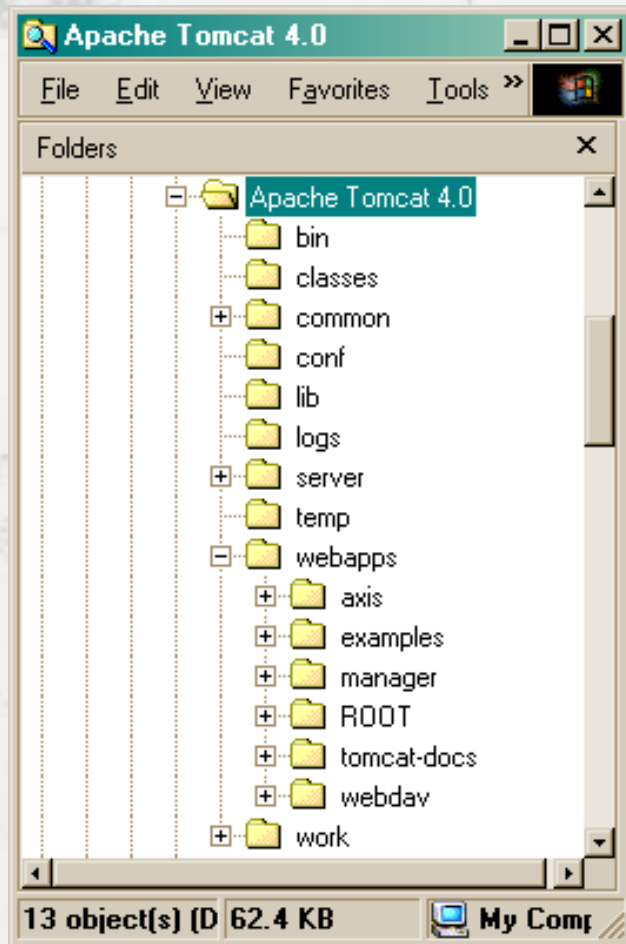 Apache Tomcat 4.0
File Edit View Favorites Tools »
Folders
Apache Tomcat 4.0
bin
classes
common
conf
lib
logs
server
temp
webapps
axis
examples
manager
ROOT
tomcat-docs
webdav
work
13 object(s) (D 62.4 KB My Comp